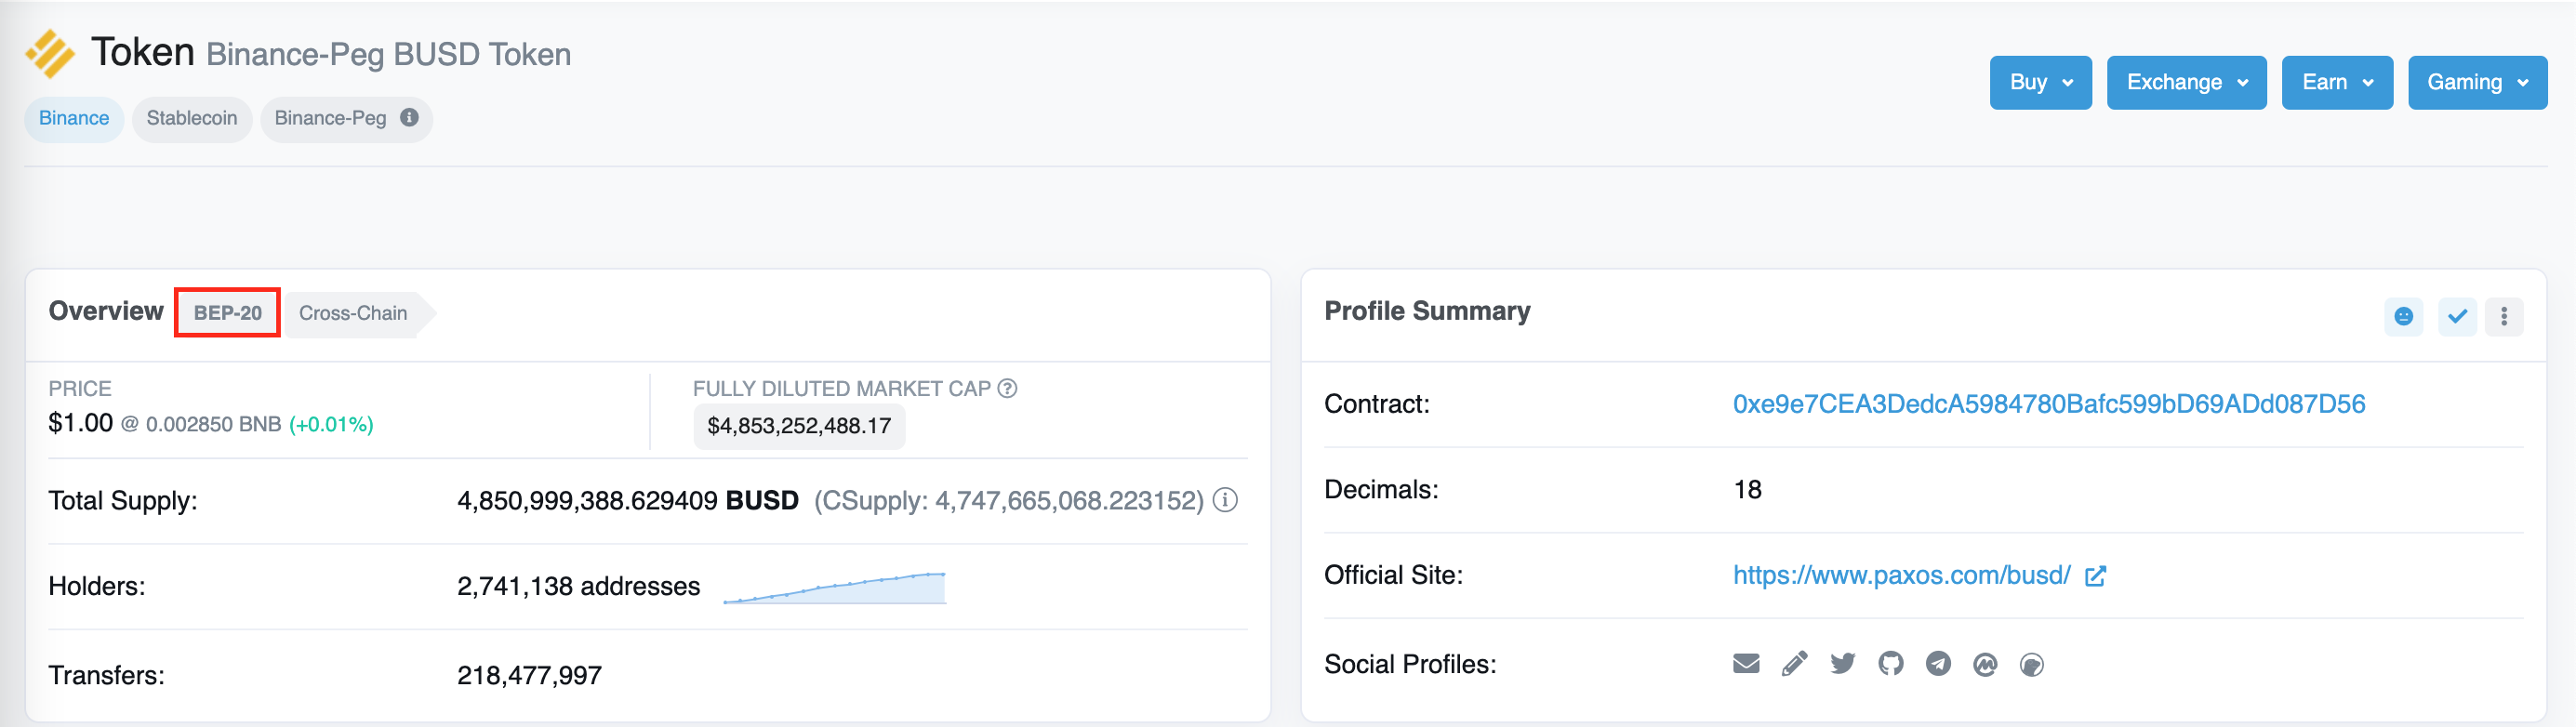 Token Binance-Peg BUSD Token
Buy Exchange Earn Gaming
Binance Stablecoin Binance-Peg
Overview BEP-20 Cross-Chain
PRICE
$1.00 @ 0.002850 BNB (+0.01%)
FULLY DILUTED MARKET CAP
$4,853,252,488.17
Total Supply: 4,850,999,388.629409 BUSD (CSupply: 4,747,665,068.223152)
Holders: 2,741,138 addresses
Transfers: 218,477,997
Profile Summary
Contract: 0xe9e7CEA3DedcA5984780Bafc599bD69ADd087D56
Decimals: 18
Official Site: https://www.paxos.com/busd/
Social Profiles: